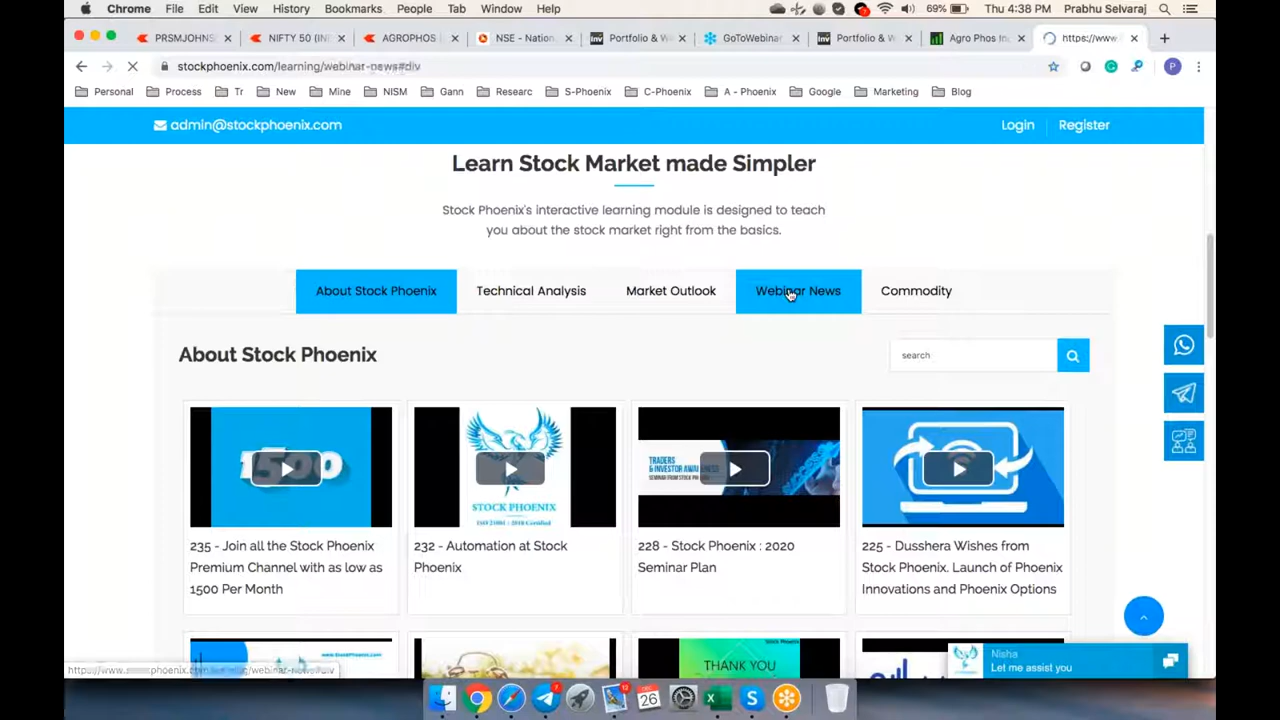 Chrome File Edit View History Bookmarks People Tab Window Help 69% Thu 4:38 PM Prabhu Selvaraj
PRSMJOHNS NIFTY 50 (IN AGROPHOS NSE - Nation Portfolio & W GoToWebinar Portfolio & W Agro Phos In https://www
stockphoenix.com/learning/webinar-news#div
Personal Process Tr New Mine NISM Gann Researc S-Phoenix C-Phoenix A - Phoenix Google Marketing Blog
admin@stockphoenix.com Login Register
Learn Stock Market made Simpler
Stock Phoenix's interactive learning module is designed to teach
you about the stock market right from the basics.
About Stock Phoenix Technical Analysis Market Outlook Webinar News Commodity
About Stock Phoenix search
1500
STOCK PHOENIX
ISO 21001 : 2018 Certified
TRADERS
& INVESTOR
235 - Join all the Stock Phoenix
Premium Channel with as low as
1500 Per Month
232 - Automation at Stock
Phoenix
228 - Stock Phoenix : 2020
Seminar Plan
225 - Dusshera Wishes from
Stock Phoenix. Launch of Phoenix
Innovations and Phoenix Options
THANK YOU
Nisha
Let me assist you
DEC
26